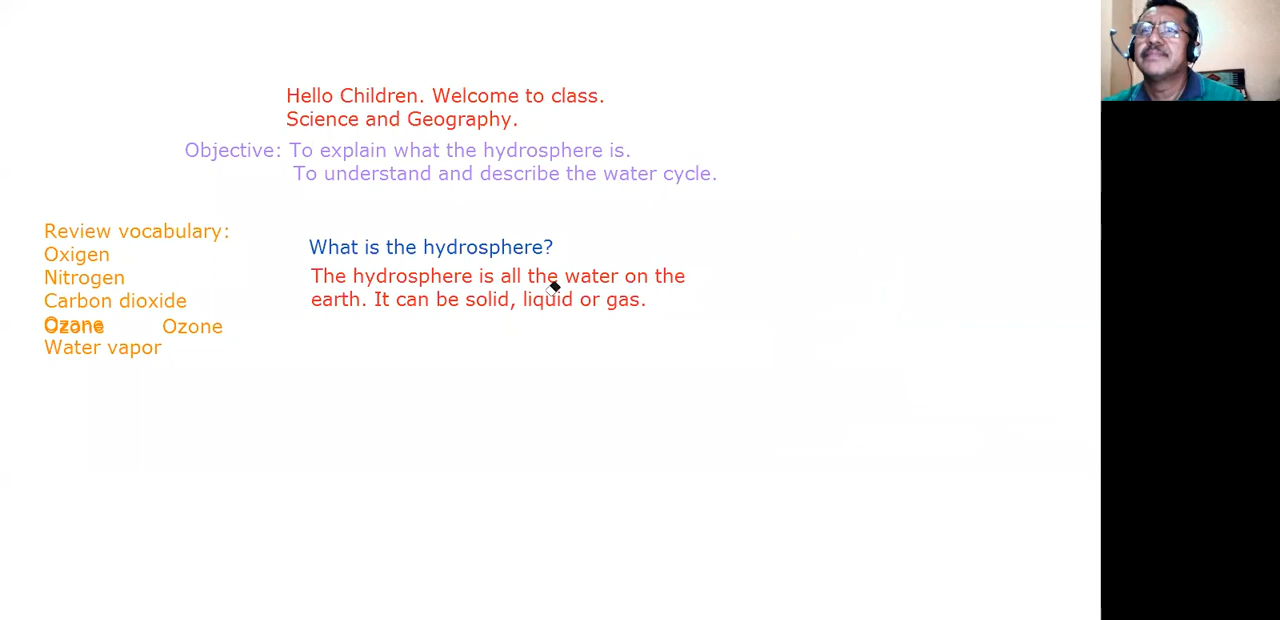 Hello Children. Welcome to class.
Science and Geography.
Objective: To explain what the hydrosphere is.
To understand and describe the water cycle.
Review vocabulary:
Oxigen
Nitrogen
Carbon dioxide
Ozone Ozone
Water vapor
What is the hydrosphere?
The hydrosphere is all the water on the
earth. It can be solid, liquid or gas.